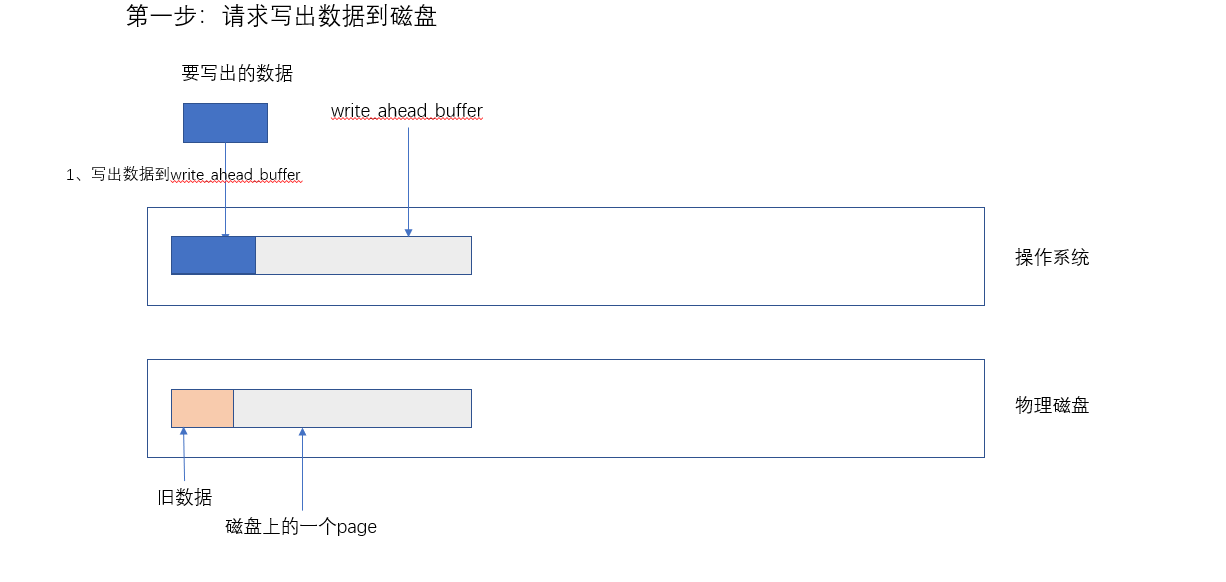 第一步：请求写出数据到磁盘
要写出的数据
write_ahead_buffer
1、写出数据到write_ahead_buffer
操作系统
物理磁盘
旧数据
磁盘上的一个page